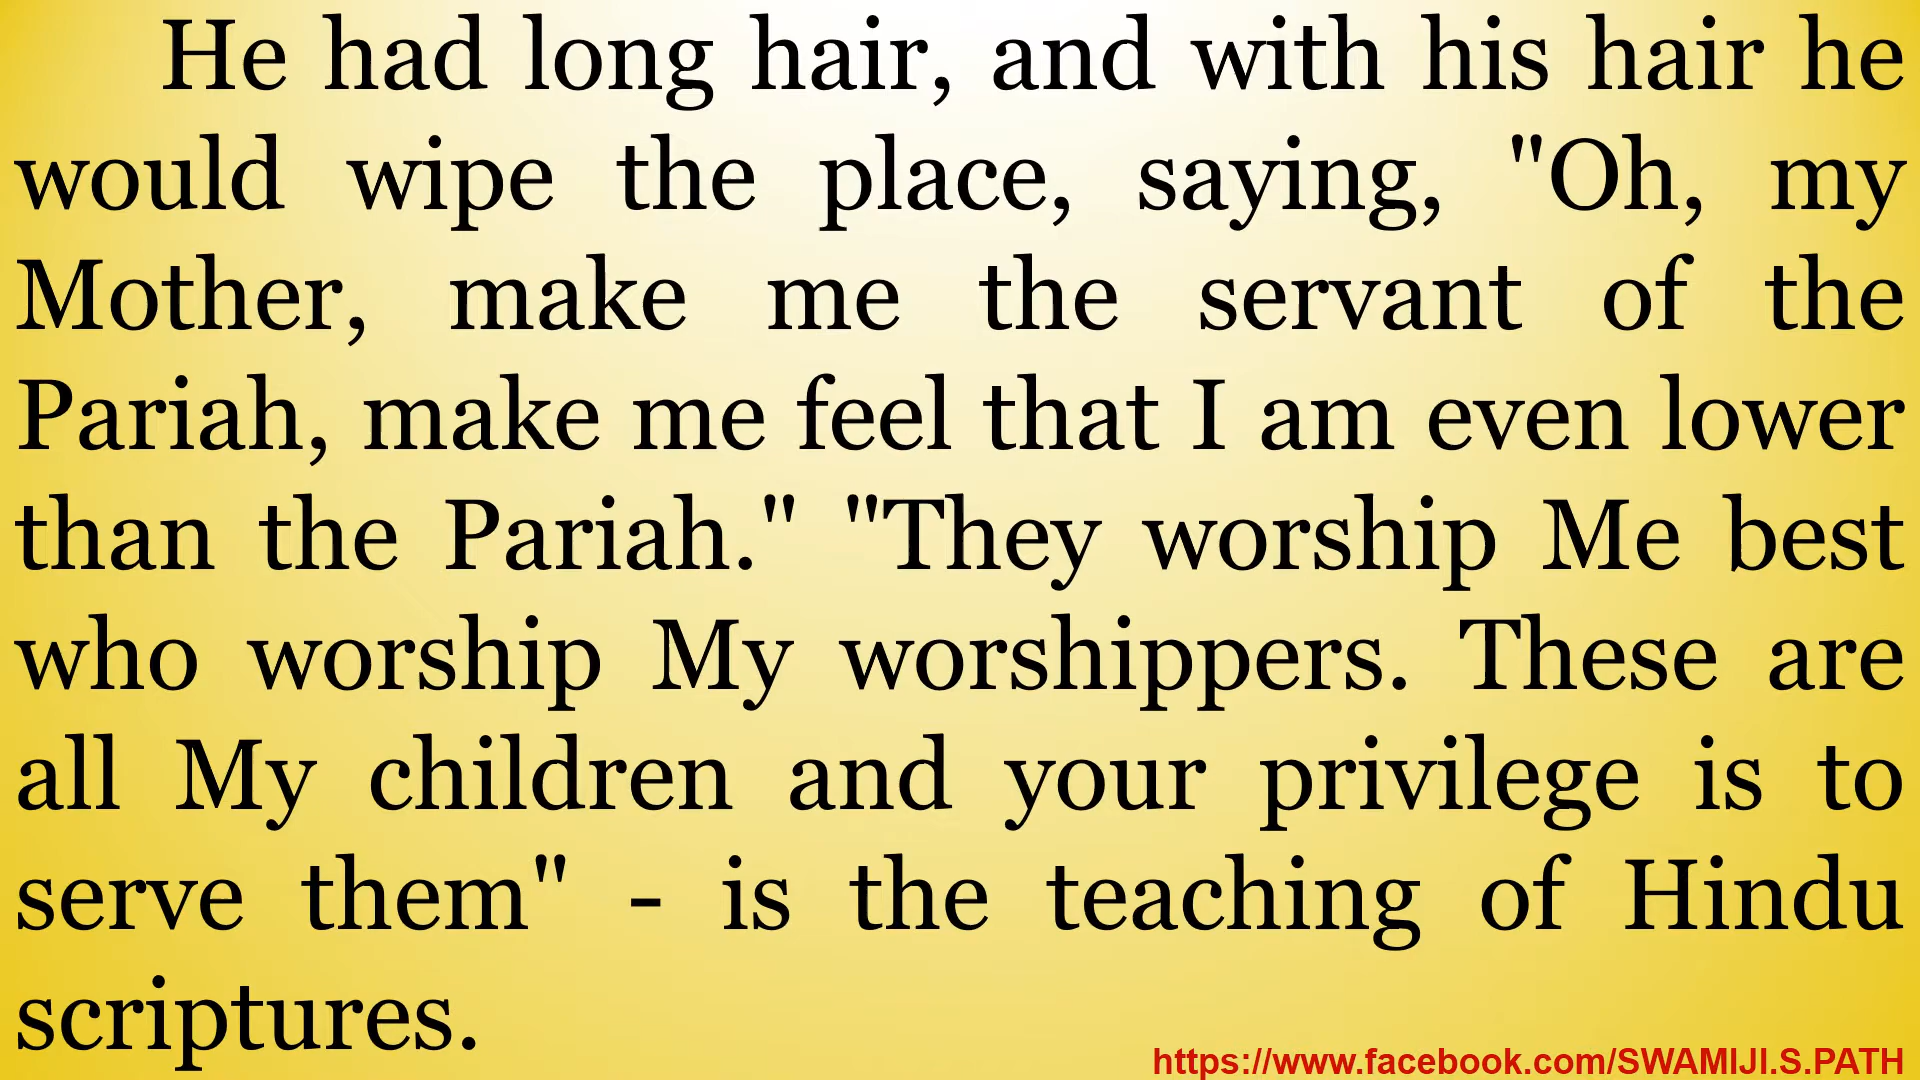 He had long hair, and with his hair he
would wipe the place, saying, "Oh, my
Mother, make me the servant of the
Pariah, make me feel that I am even lower
than the Pariah." "They worship Me best
who worship My worshippers. These are
all My children and your privilege is to
serve them" - is the teaching of Hindu
scriptures.
https://www.facebook.com/SWAMIJI.S.PATH